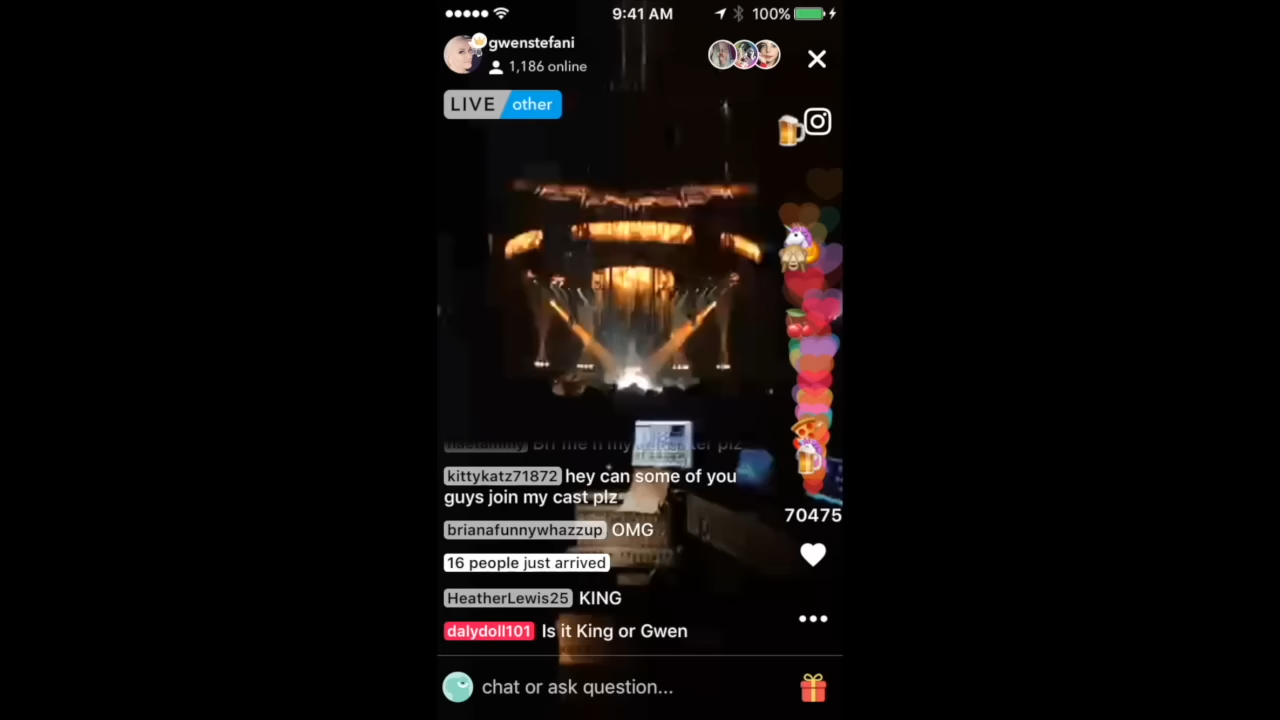 9:41 AM
100%
gwenstefani
1,186 online
LIVE other
plz
kittykatz71872 hey can some of you
guys join my cast plz
brianafunnywhazzup OMG
16 people just arrived
HeatherLewis25 KING
dalydoll101 Is it King or Gwen
70475
chat or ask question...